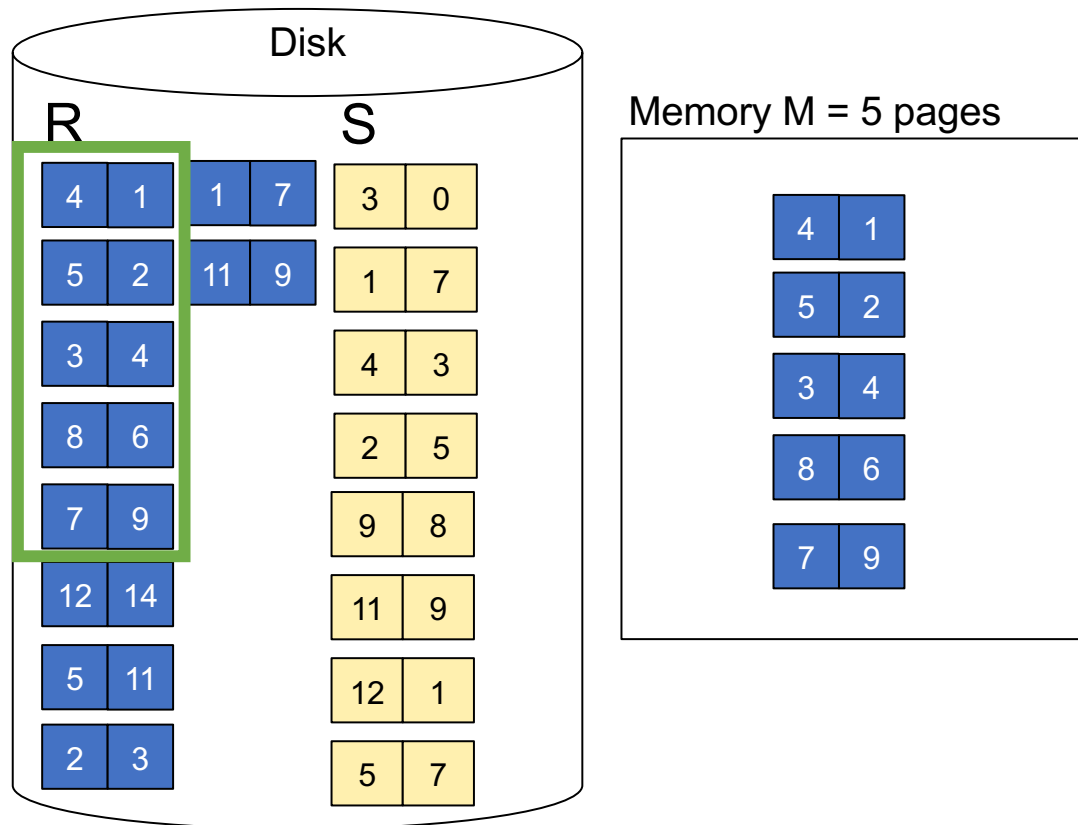 Disk
R S
Memory M = 5 pages
4 1 1 7 3 0
5 2 11 9 1 7
3 4 4 3
8 6 2 5
7 9 9 8
12 14 11 9
5 11 12 1
2 3 5 7
4 1
5 2
3 4
8 6
7 9